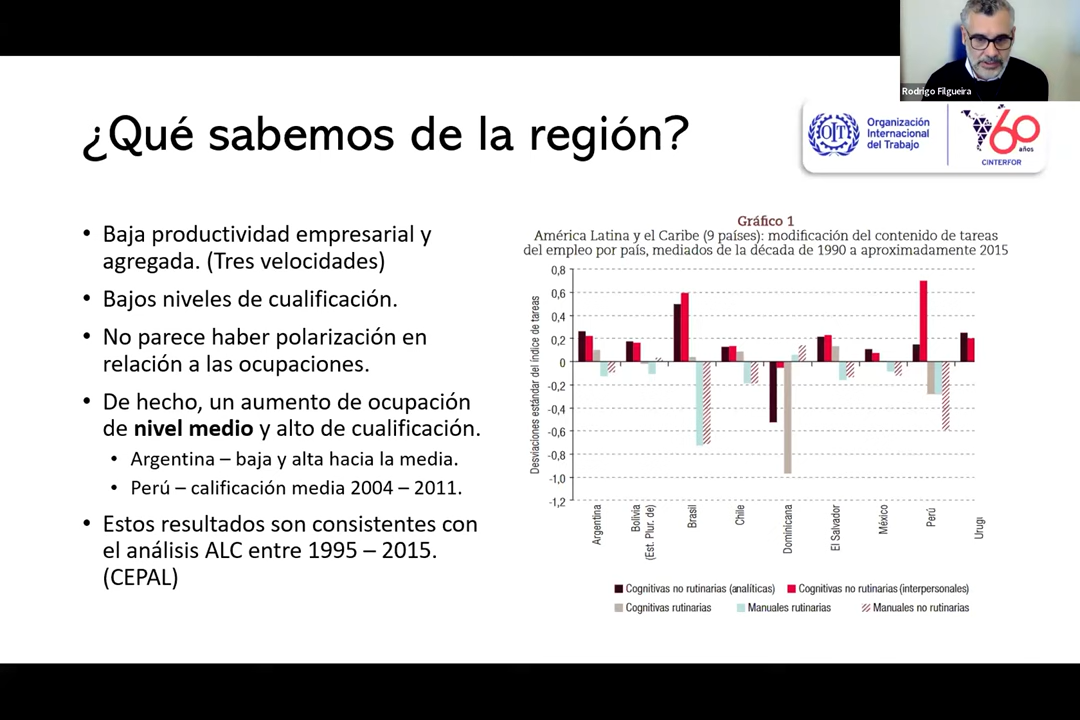 Rodrigo Filgueira
¿Qué sabemos de la región?
OIT
Organización
Internacional
del Trabajo
60
años
CINTERFOR
• Baja productividad empresarial y
agregada. (Tres velocidades)
• Bajos niveles de cualificación.
• No parece haber polarización en
relación a las ocupaciones.
• De hecho, un aumento de ocupación
de nivel medio y alto de cualificación.
• Argentina – baja y alta hacia la media.
• Perú – calificación media 2004 – 2011.
• Estos resultados son consistentes con
el análisis ALC entre 1995 – 2015.
(CEPAL)
Gráfico 1
América Latina y el Caribe (9 países): modificación del contenido de tareas
del empleo por país, mediados de la década de 1990 a aproximadamente 2015
Desviaciones estándar del índice de tareas
0,8
0,6
0,4
0,2
0
-0,2
-0,4
-0,6
-0,8
-1,0
-1,2
Argentina
Bolivia
(Est. Plur. de)
Brasil
Chile
Dominicana
El Salvador
México
Perú
Urugı
Cognitivas no rutinarias (analíticas)
Cognitivas no rutinarias (interpersonales)
Cognitivas rutinarias
Manuales rutinarias
Manuales no rutinarias